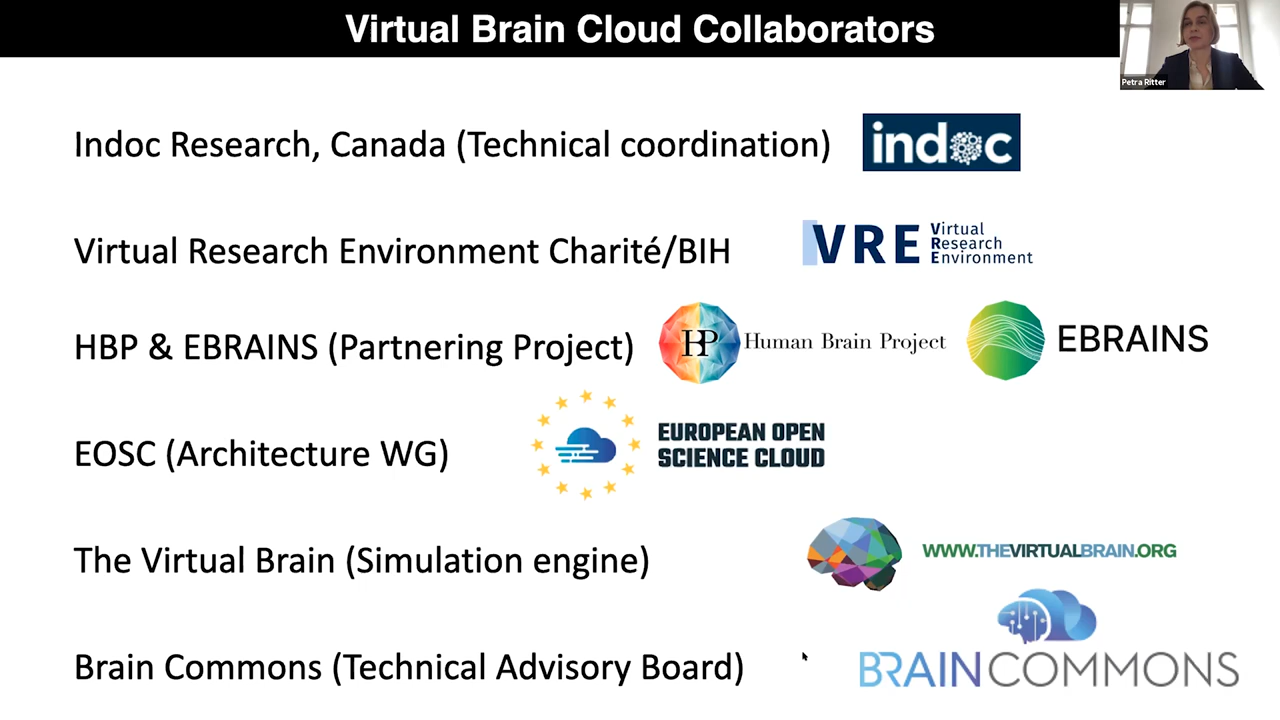 Virtual Brain Cloud Collaborators
Petra Ritter
Indoc Research, Canada (Technical coordination)
indoc
Virtual Research Environment Charité/BIH
VRE
Virtual
Research
Environment
HBP & EBRAINS (Partnering Project)
HP
Human Brain Project
EBRAINS
EOSC (Architecture WG)
EUROPEAN OPEN
SCIENCE CLOUD
The Virtual Brain (Simulation engine)
WWW.THEVIRTUALBRAIN.ORG
Brain Commons (Technical Advisory Board)
BRAINCOMMONS